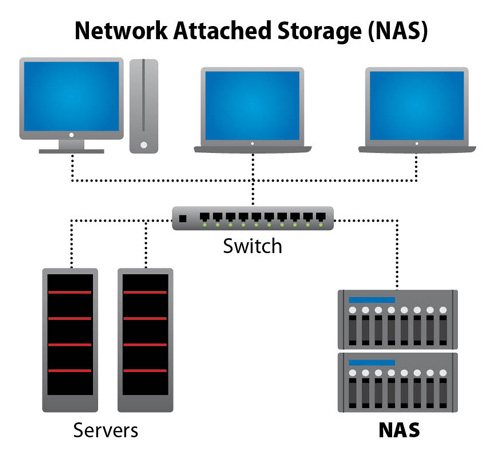 Network Attached Storage (NAS)
Switch
Servers
NAS